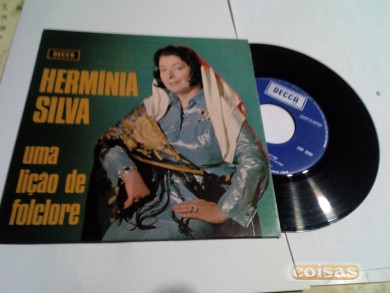 DECCA
HERMÍNIA
SILVA
uma
lição de
folclore
DECCA
coisas